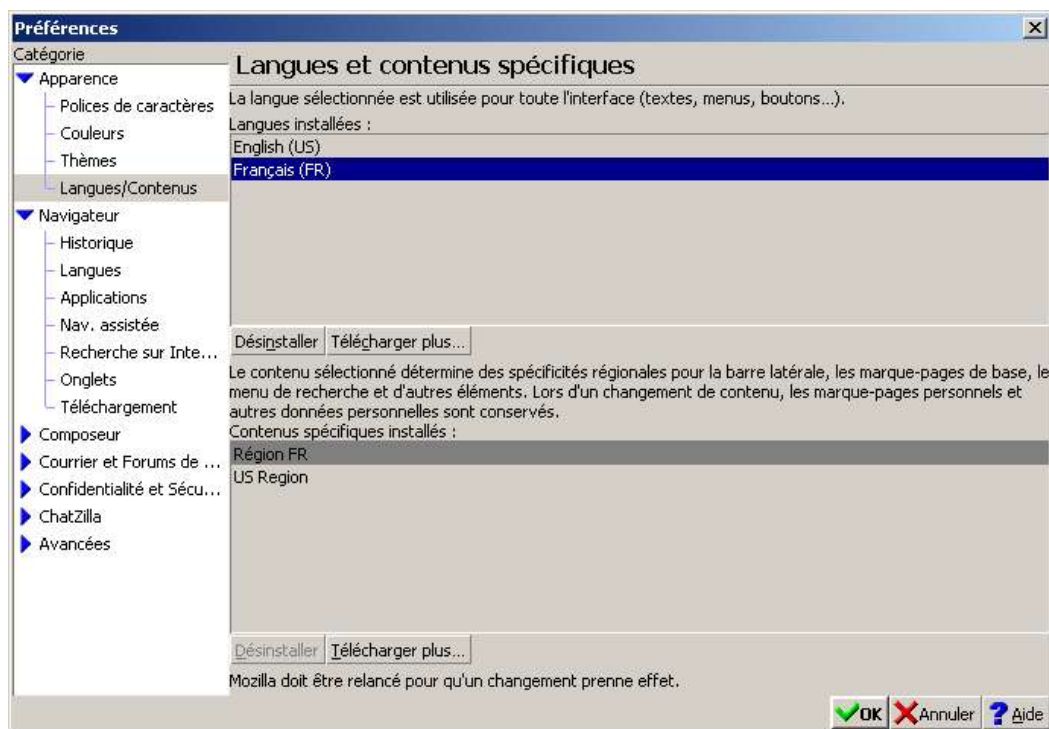 Préférences
Catégorie
Apparence
Polices de caractères
Couleurs
Thèmes
Langues/Contenus
Navigateur
Historique
Langues
Applications
Nav. assistée
Recherche sur Inte...
Onglets
Téléchargement
Composeur
Courrier et Forums de ...
Confidentialité et Sécu...
ChatZilla
Avancées
Langues et contenus spécifiques
La langue sélectionnée est utilisée pour toute l'interface (textes, menus, boutons...).
Langues installées :
English (US)
Français (FR)
Désinstaller Télécharger plus...
Le contenu sélectionné détermine des spécificités régionales pour la barre latérale, les marque-pages de base, le
menu de recherche et d'autres éléments. Lors d'un changement de contenu, les marque-pages personnels et
autres données personnelles sont conservés.
Contenus spécifiques installés :
Région FR
US Region
Désinstaller Télécharger plus...
Mozilla doit être relancé pour qu'un changement prenne effet.
OK Annuler ? Aide